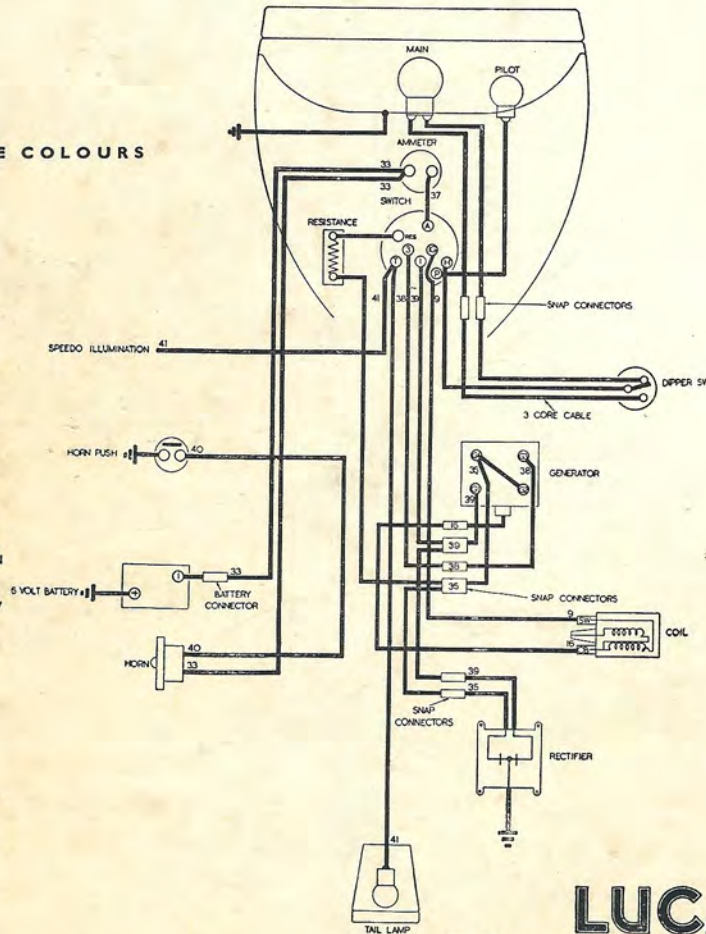 MAIN
PILOT
E COLOURS
AMMETER
33
33
37
SWITCH
A
RESISTANCE
RES
T
3
1
IG
H
P
41
38
39
9
SNAP CONNECTORS
SPEEDO ILLUMINATION
41
DIPPER SW
3 CORE CABLE
HORN PUSH
40
GENERATOR
35
38
39
16
39
38
35
SNAP CONNECTORS
N
6 VOLT BATTERY
33
BATTERY CONNECTOR
9
SW
COIL
16
CB
40
HORN
33
39
35
SNAP
CONNECTORS
RECTIFIER
41
TAIL LAMP
LUC